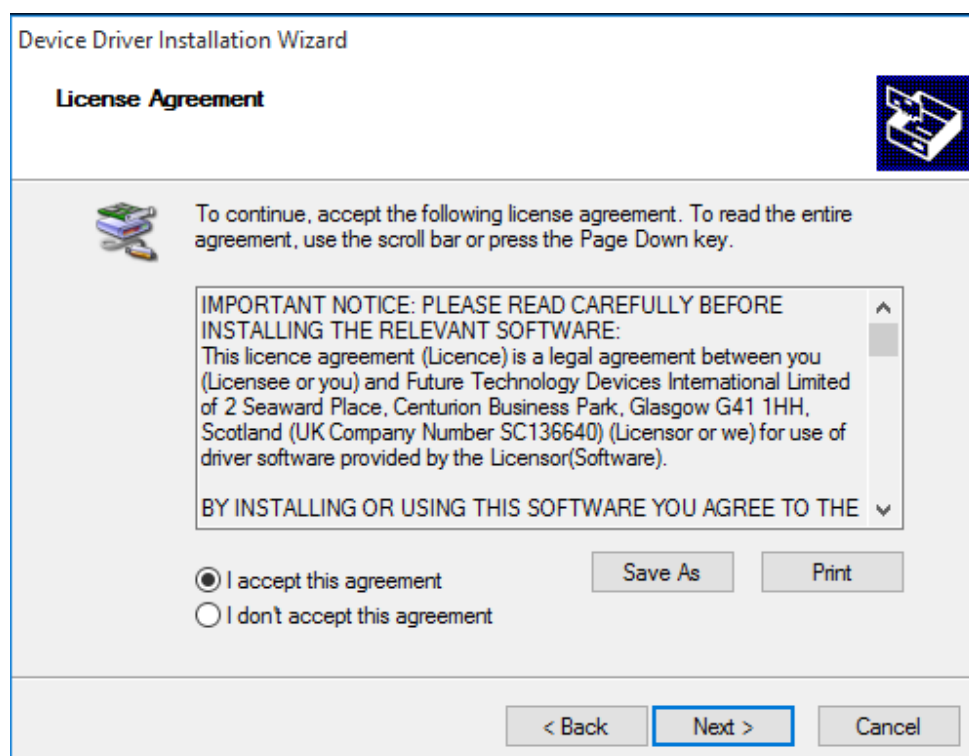 Device Driver Installation Wizard
License Agreement
To continue, accept the following license agreement. To read the entire
agreement, use the scroll bar or press the Page Down key.
IMPORTANT NOTICE: PLEASE READ CAREFULLY BEFORE
INSTALLING THE RELEVANT SOFTWARE:
This licence agreement (Licence) is a legal agreement between you
(Licensee or you) and Future Technology Devices International Limited
of 2 Seaward Place, Centurion Business Park, Glasgow G41 1HH,
Scotland (UK Company Number SC136640) (Licensor or we) for use of
driver software provided by the Licensor(Software).
BY INSTALLING OR USING THIS SOFTWARE YOU AGREE TO THE
I accept this agreement
Save As
Print
I don't accept this agreement
< Back
Next >
Cancel